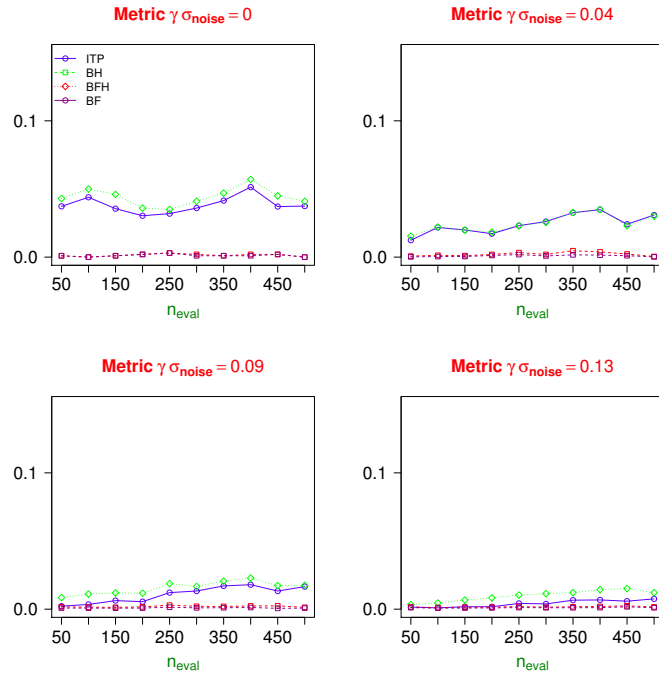 Metric γ σnoise = 0
0.1
0.0
ITP
BH
BFH
BF
50 150 250 350 450
neval
Metric γ σnoise = 0.04
0.1
0.0
50 150 250 350 450
neval
Metric γ σnoise = 0.09
0.1
0.0
50 150 250 350 450
neval
Metric γ σnoise = 0.13
0.1
0.0
50 150 250 350 450
neval